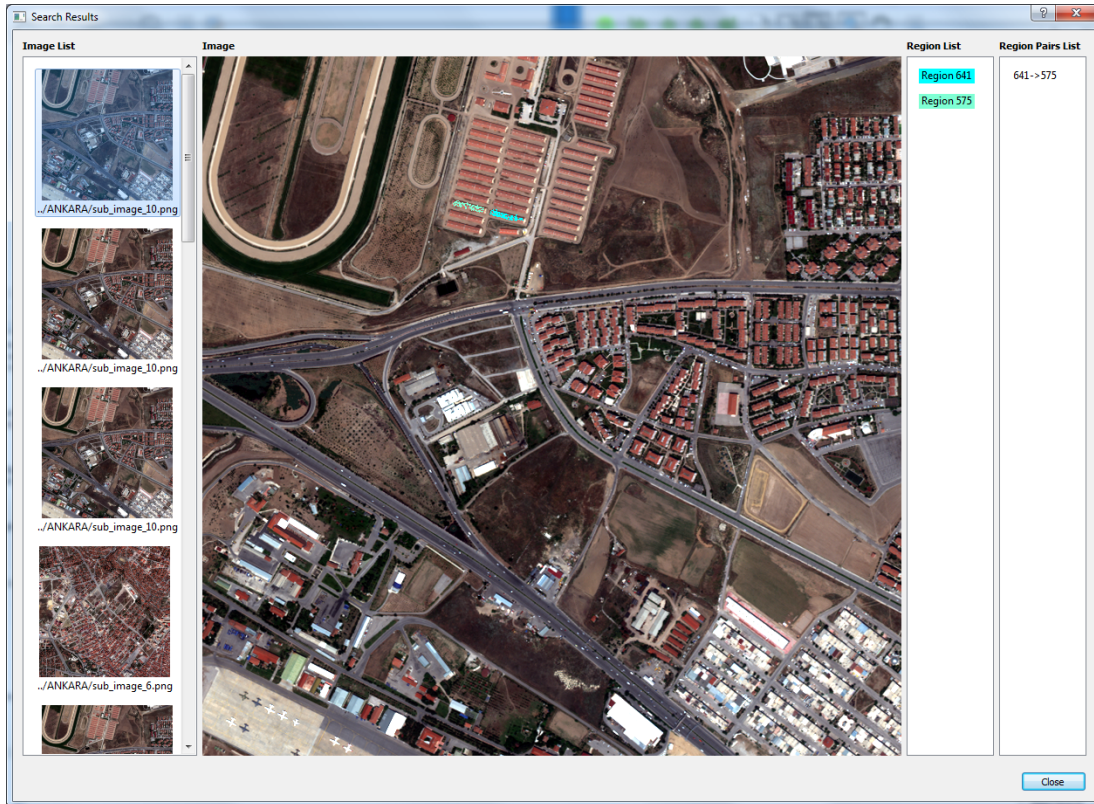 Search Results
Image List
Image
Region List
Region Pairs List
../ANKARA/sub_image_10.png
../ANKARA/sub_image_10.png
../ANKARA/sub_image_10.png
../ANKARA/sub_image_6.png
Region 641
Region 575
641->575
Close